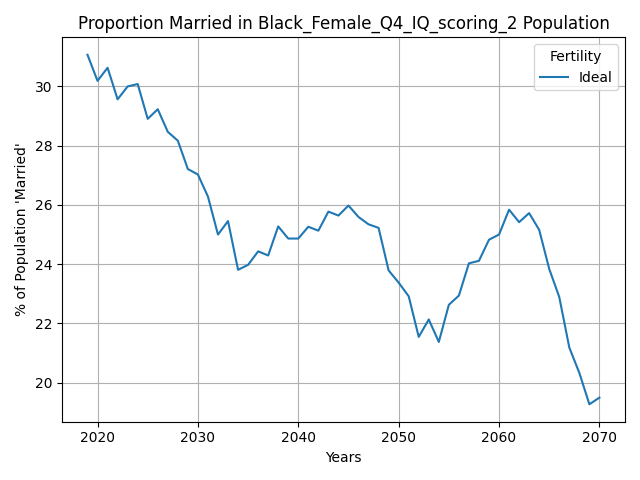 Proportion Married in Black_Female_Q4_IQ_scoring_2 Population
Fertility
Ideal
% of Population 'Married'
30
28
26
24
22
20
2020 2030 2040 2050 2060 2070
Years